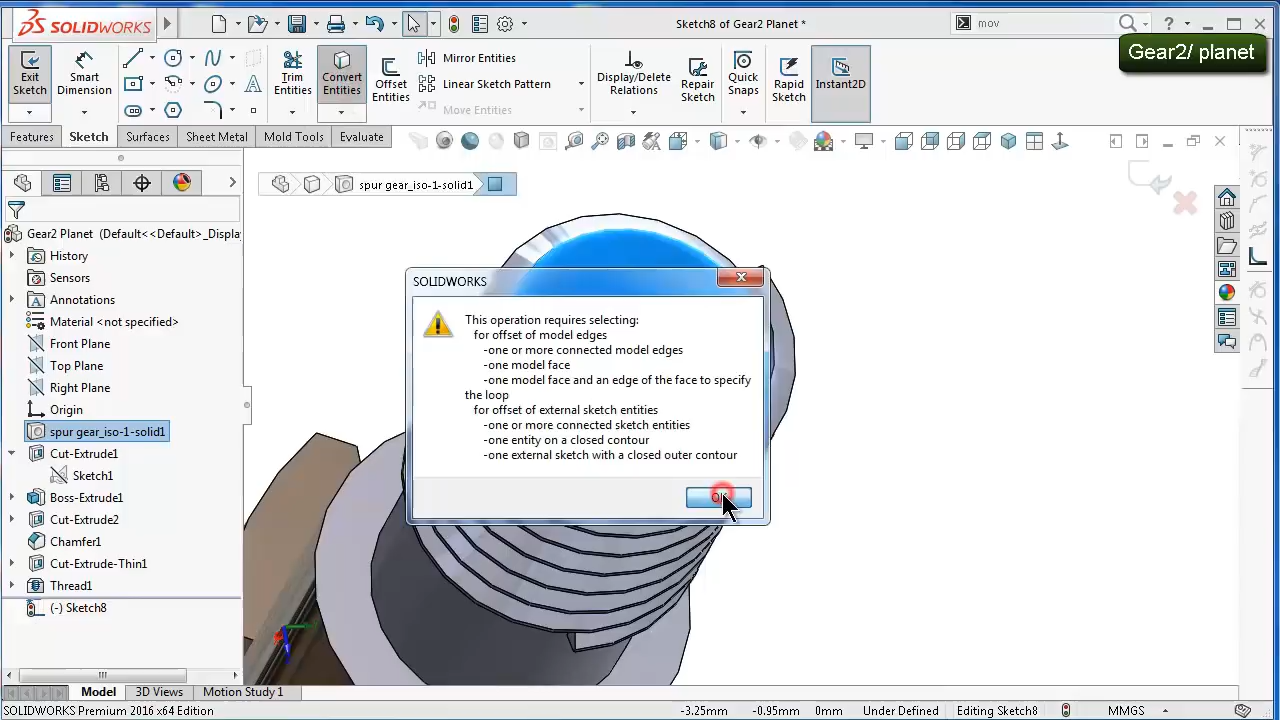 SOLIDWORKS
Sketch8 of Gear2 Planet *
mov
Gear2/ planet
Exit Sketch
Smart Dimension
Trim Entities
Convert Entities
Offset Entities
Mirror Entities
Linear Sketch Pattern
Move Entities
Display/Delete Relations
Repair Sketch
Quick Snaps
Rapid Sketch
Instant2D
Features
Sketch
Surfaces
Sheet Metal
Mold Tools
Evaluate
spur gear_iso-1-solid1
Gear2 Planet (Default<<Default>_Displa
History
Sensors
Annotations
Material <not specified>
Front Plane
Top Plane
Right Plane
Origin
spur gear_iso-1-solid1
Cut-Extrude1
Sketch1
Boss-Extrude1
Cut-Extrude2
Chamfer1
Cut-Extrude-Thin1
Thread1
(-) Sketch8
SOLIDWORKS
This operation requires selecting:
for offset of model edges
-one or more connected model edges
-one model face
-one model face and an edge of the face to specify
the loop
for offset of external sketch entities
-one or more connected sketch entities
-one entity on a closed contour
-one external sketch with a closed outer contour
Model
3D Views
Motion Study 1
SOLIDWORKS Premium 2016 x64 Edition
-3.25mm
-0.95mm
0mm
Under Defined
Editing Sketch8
MMGS